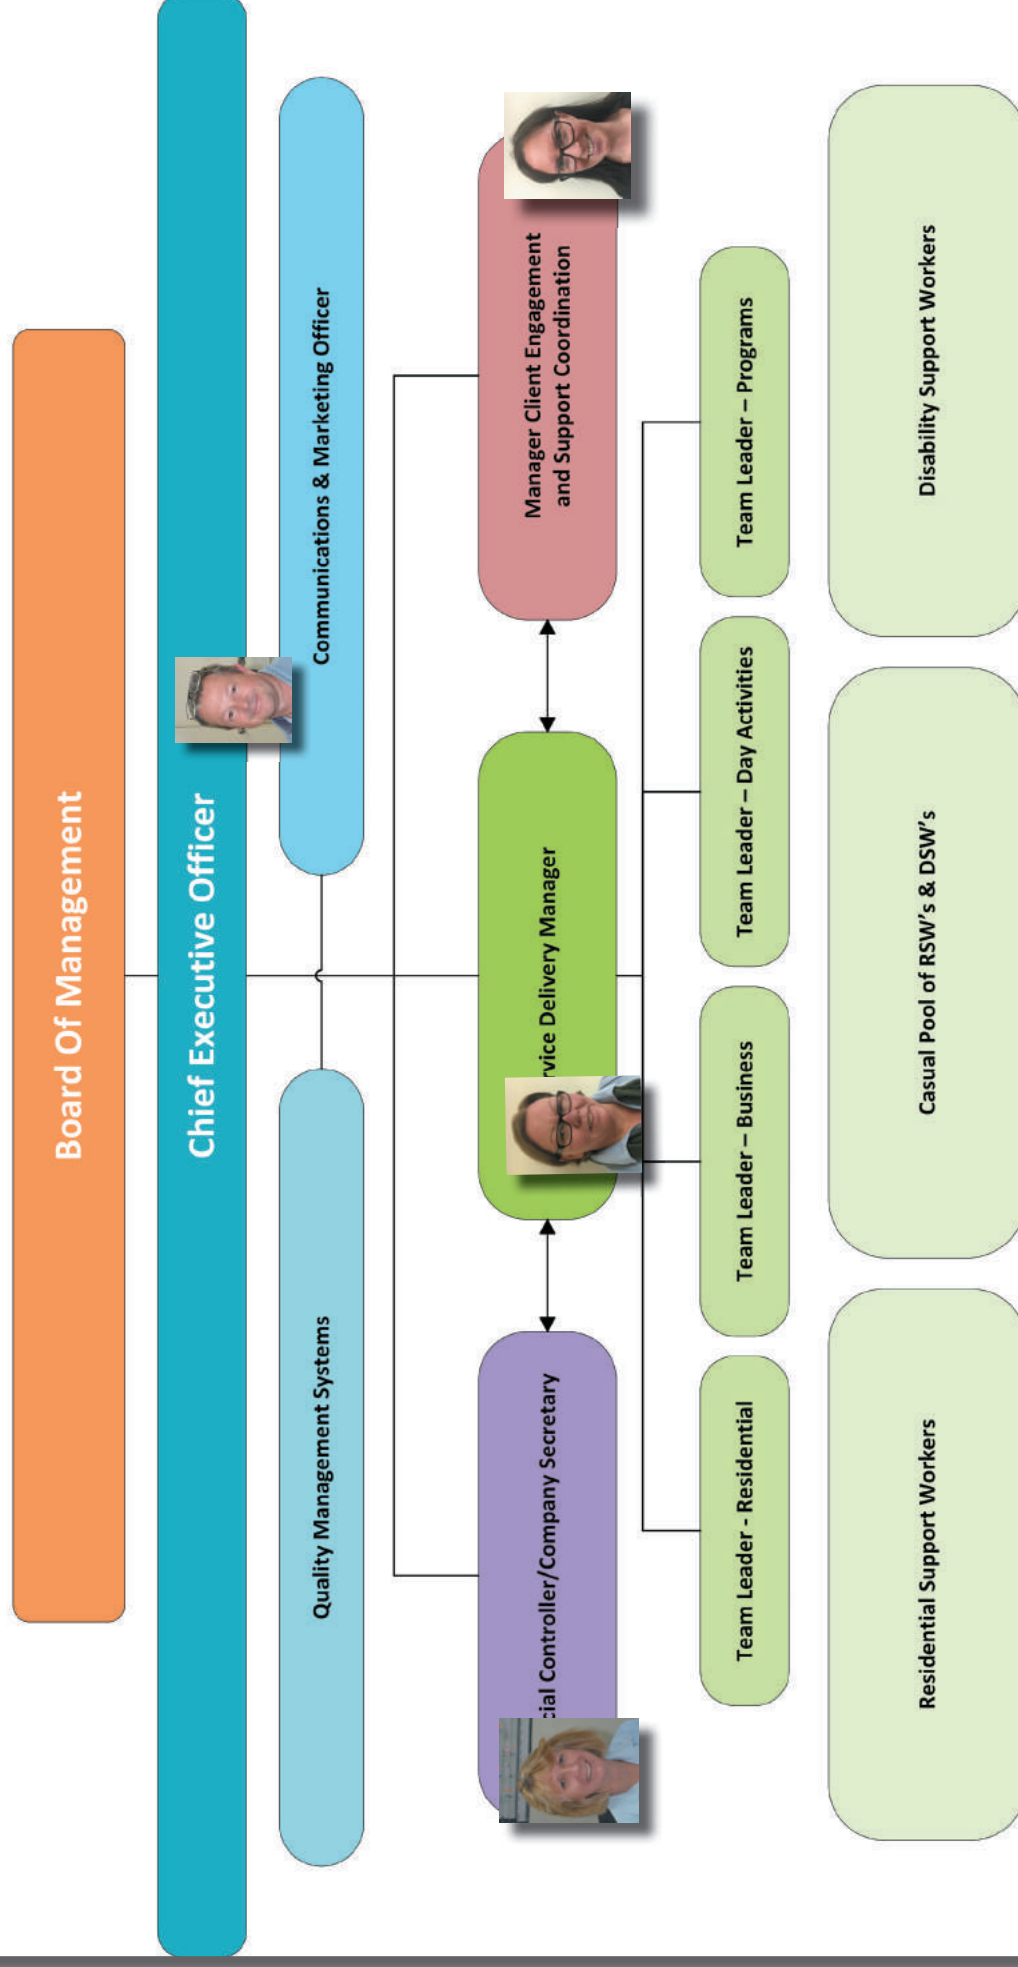 Board Of Management
Chief Executive Officer
Quality Management Systems
Communications & Marketing Officer
cial Controller/Company Secretary
rvice Delivery Manager
Manager Client Engagement
and Support Coordination
Team Leader - Residential
Team Leader – Business
Team Leader – Day Activities
Team Leader – Programs
Residential Support Workers
Casual Pool of RSW's & DSW's
Disability Support Workers